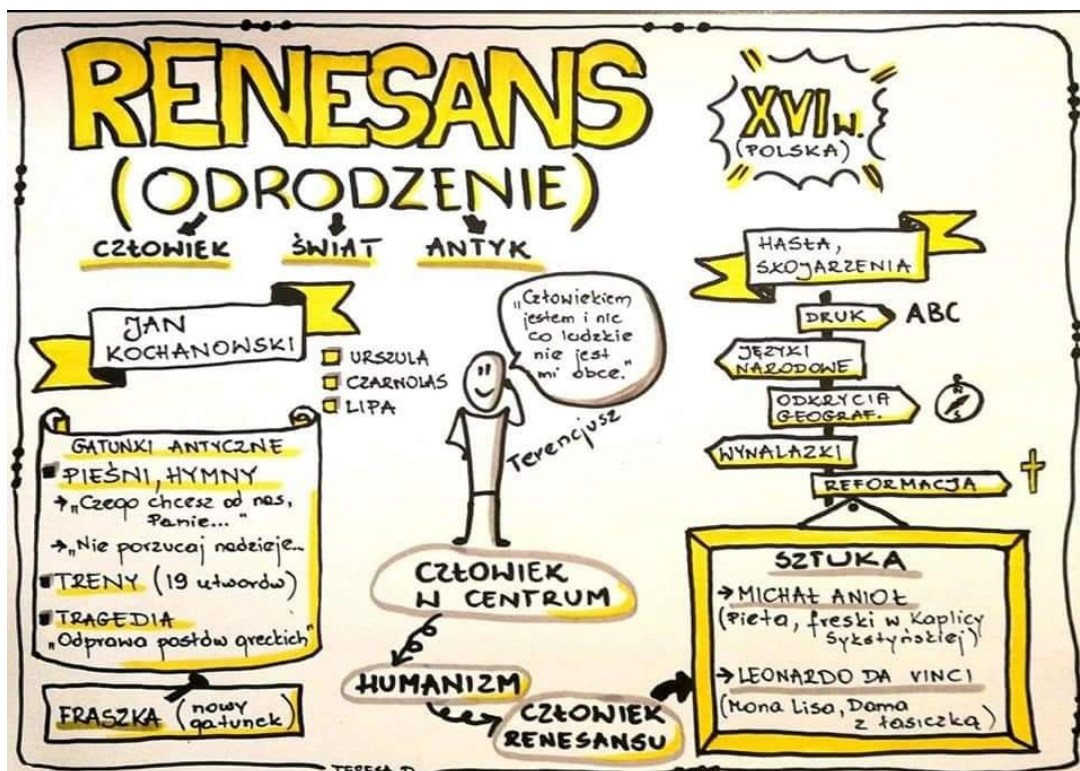 RENESANS
(ODRODZENIE)
CZŁOWIEK
ŚWIAT
ANTYK
XVI w.
(POLSKA)
JAN
KOCHANOWSKI
URSZULA
CZARNOLAS
LIPA
„Człowiekiem
jestem i nic
co ludzkie
nie jest
mi obce."
Terencjusz
HASŁA,
SKOJARZENIA
DRUK
ABC
JĘZYKI
NARODOWE
ODKRYCIA
GEOGRAF.
WYNALAZKI
REFORMACJA
GATUNKI ANTYCZNE
PIEŚNI, HYMNY
→„Czego chcesz od nas,
Panie..."
→„Nie porzucaj nadzieje...
TRENY (19 utworów)
TRAGEDIA
„Odprawa posłów greckich"
FRASZKA (nowy
gatunek)
CZŁOWIEK
W CENTRUM
HUMANIZM
CZŁOWIEK
RENESANSU
SZTUKA
→ MICHAŁ ANIOŁ
(Pieta, freski w Kaplicy
Sykstyńskiej)
→ LEONARDO DA VINCI
(Mona Lisa, Dama
z łasiczką)
TERESA D.